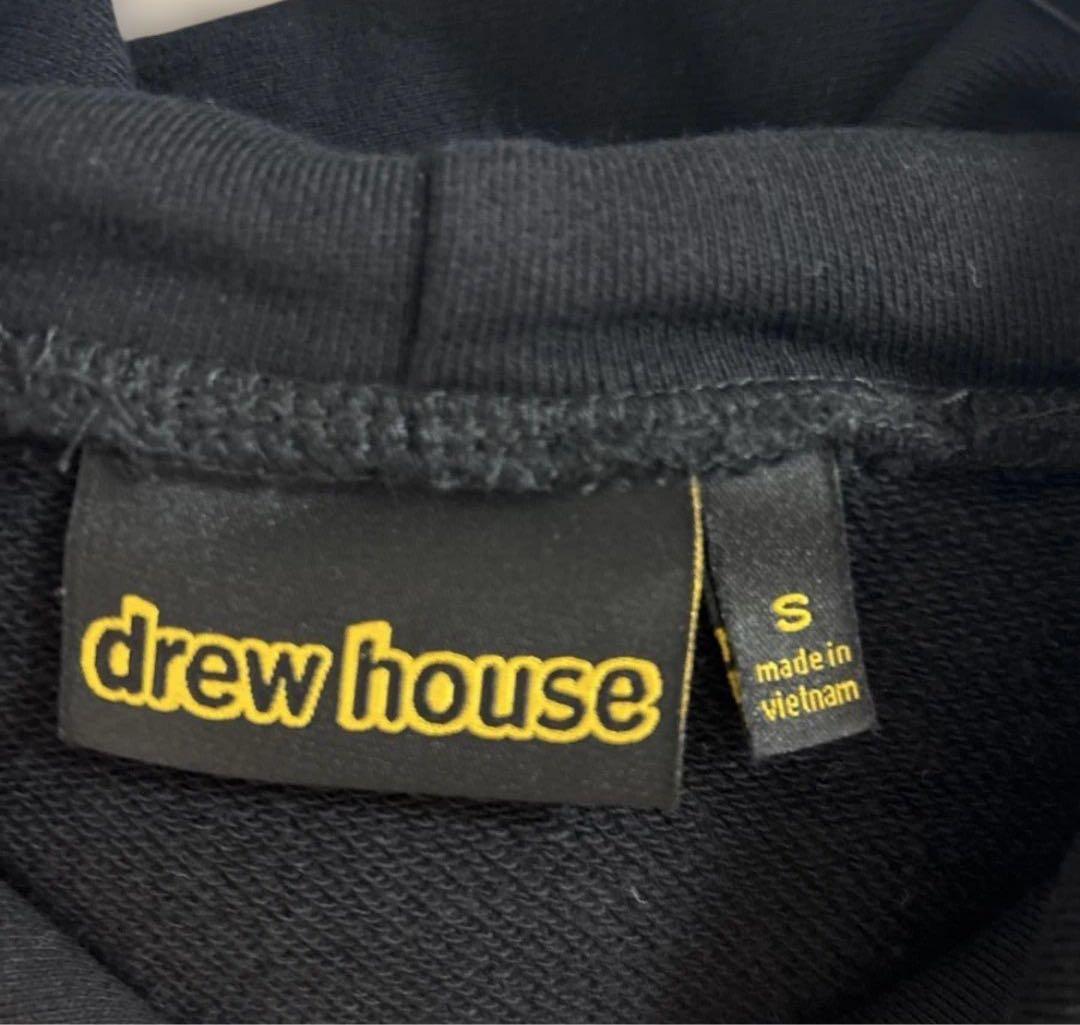 drew house
S
made in
vietnam